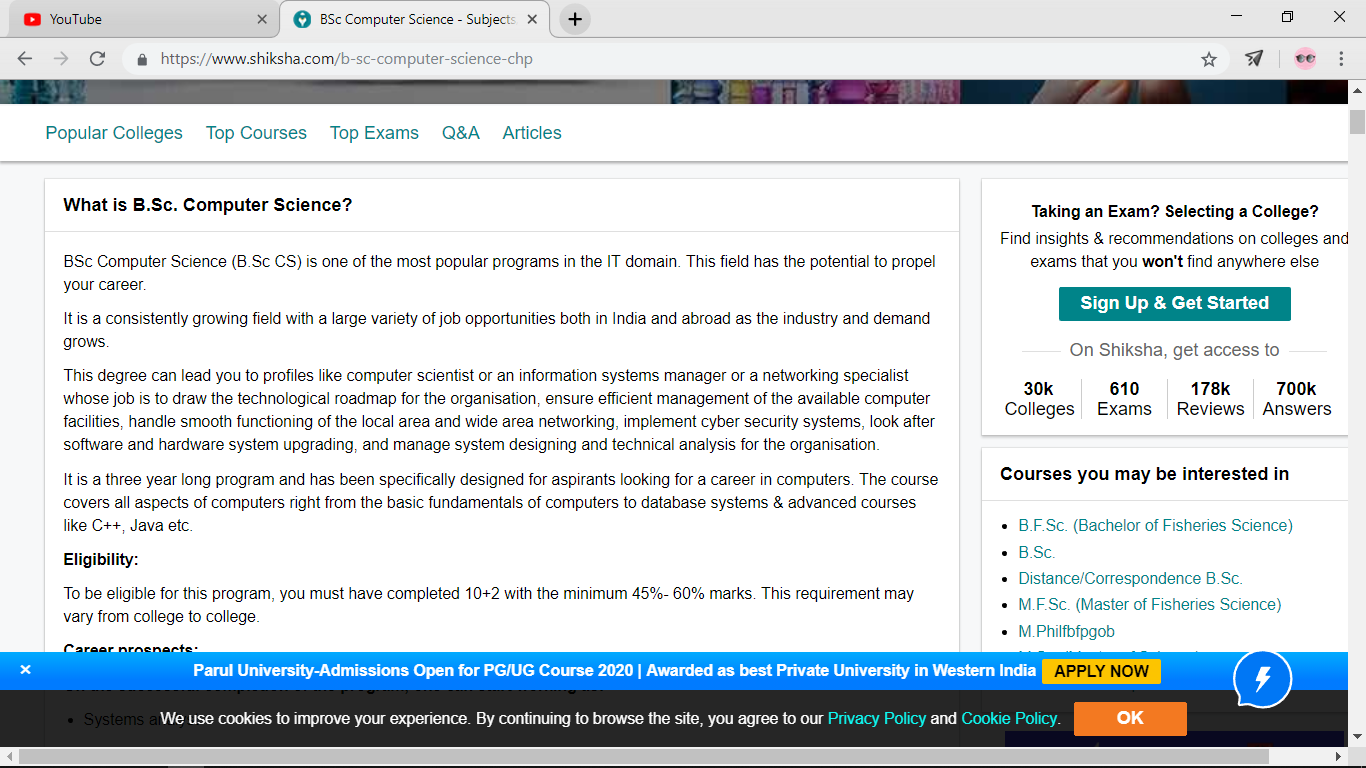 YouTube
BSc Computer Science - Subjects
https://www.shiksha.com/b-sc-computer-science-chp
Popular Colleges Top Courses Top Exams Q&A Articles
What is B.Sc. Computer Science?
BSc Computer Science (B.Sc CS) is one of the most popular programs in the IT domain. This field has the potential to propel
your career.
It is a consistently growing field with a large variety of job opportunities both in India and abroad as the industry and demand
grows.
This degree can lead you to profiles like computer scientist or an information systems manager or a networking specialist
whose job is to draw the technological roadmap for the organisation, ensure efficient management of the available computer
facilities, handle smooth functioning of the local area and wide area networking, implement cyber security systems, look after
software and hardware system upgrading, and manage system designing and technical analysis for the organisation.
It is a three year long program and has been specifically designed for aspirants looking for a career in computers. The course
covers all aspects of computers right from the basic fundamentals of computers to database systems & advanced courses
like C++, Java etc.
Eligibility:
To be eligible for this program, you must have completed 10+2 with the minimum 45%- 60% marks. This requirement may
vary from college to college.
Career prospects:
Systems
Taking an Exam? Selecting a College?
Find insights & recommendations on colleges and
exams that you won't find anywhere else
Sign Up & Get Started
On Shiksha, get access to
30k 610 178k 700k
Colleges Exams Reviews Answers
Courses you may be interested in
B.F.Sc. (Bachelor of Fisheries Science)
B.Sc.
Distance/Correspondence B.Sc.
M.F.Sc. (Master of Fisheries Science)
M.Philfbfpgob
Parul University-Admissions Open for PG/UG Course 2020 | Awarded as best Private University in Western India APPLY NOW
We use cookies to improve your experience. By continuing to browse the site, you agree to our Privacy Policy and Cookie Policy. OK